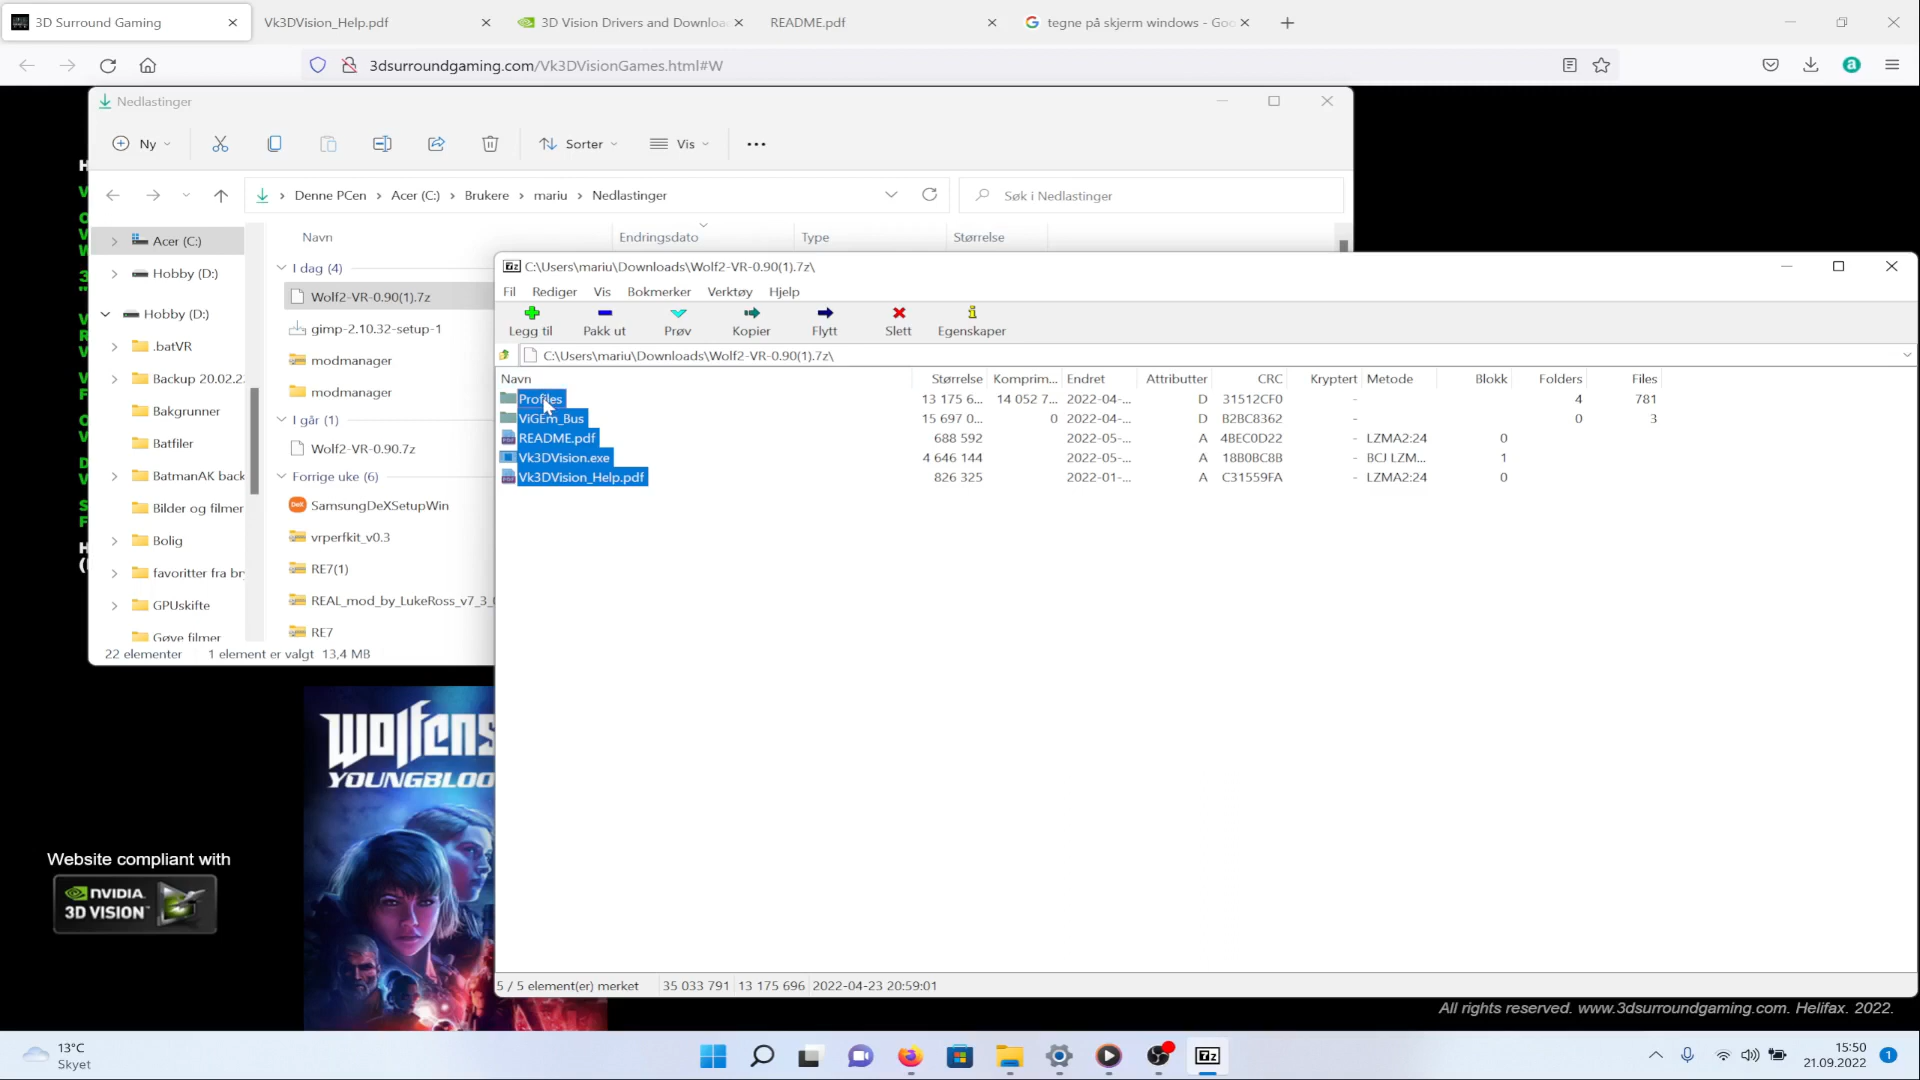 3D Surround Gaming
Vk3DVision_Help.pdf
3D Vision Drivers and Downloa
README.pdf
tegne på skjerm windows - Goo
3dsurroundgaming.com/Vk3DVisionGames.html#W
Nedlastinger
Ny
Sorter
Vis
Denne PCen > Acer (C:) > Brukere > mariu > Nedlastinger
Søk i Nedlastinger
Navn Endringsdato Type Størrelse
Acer (C:)
Hobby (D:)
Hobby (D:)
.batVR
Backup 20.02.2
Bakgrunner
Batfiler
BatmanAK back
Bilder og filmer
Bolig
favoritter fra br
GPUskifte
Gøve filmer
I dag (4)
Wolf2-VR-0.90(1).7z
gimp-2.10.32-setup-1
modmanager
modmanager
I går (1)
Wolf2-VR-0.90.7z
Forrige uke (6)
SamsungDeXSetupWin
vrperfkit_v0.3
RE7(1)
REAL_mod_by_LukeRoss_v7_3_
RE7
22 elementer 1 element er valgt 13,4 MB
7z C:\Users\mariu\Downloads\Wolf2-VR-0.90(1).7z\
Fil Rediger Vis Bokmerker Verktøy Hjelp
Legg til Pakk ut Prøv Kopier Flytt Slett Egenskaper
C:\Users\mariu\Downloads\Wolf2-VR-0.90(1).7z\
Navn Størrelse Komprim... Endret Attributter CRC Kryptert Metode Blokk Folders Files
Profiles 13 175 6... 14 052 7... 2022-04-... D 31512CF0 - 4 781
ViGEm_Bus 15 697 0... 0 2022-04-... D B2BC8362 0 3
README.pdf 688 592 2022-05-... A 4BEC0D22 - LZMA2:24 0
Vk3DVision.exe 4 646 144 2022-05-... A 18B0BC8B - BCJ LZM... 1
Vk3DVision_Help.pdf 826 325 2022-01-... A C31559FA - LZMA2:24 0
5 / 5 element(er) merket 35 033 791 13 175 696 2022-04-23 20:59:01
WOLFENS
YOUNGBLOO
Website compliant with
NVIDIA
3D VISION™
All rights reserved. www.3dsurroundgaming.com. Helifax. 2022.
13°C
Skyet
7z
15:50
21.09.2022
1